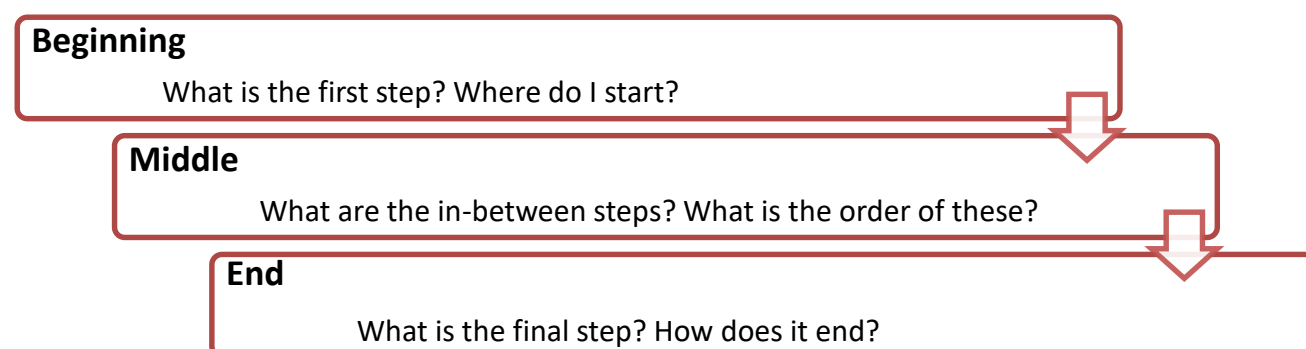 Beginning
What is the first step? Where do I start?
Middle
What are the in-between steps? What is the order of these?
End
What is the final step? How does it end?